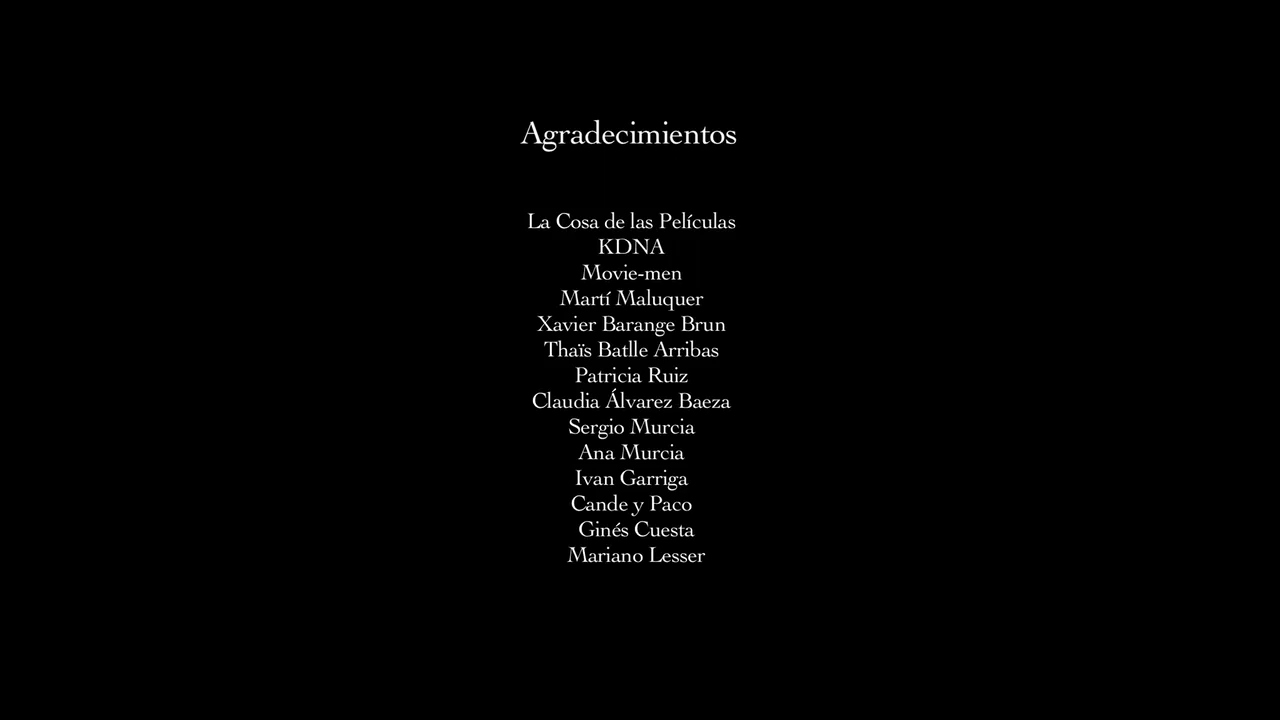 Agradecimientos
La Cosa de las Películas
KDNA
Movie-men
Martí Maluquer
Xavier Barange Brun
Thaïs Batlle Arribas
Patricia Ruiz
Claudia Álvarez Baeza
Sergio Murcia
Ana Murcia
Ivan Garriga
Cande y Paco
Ginés Cuesta
Mariano Lesser